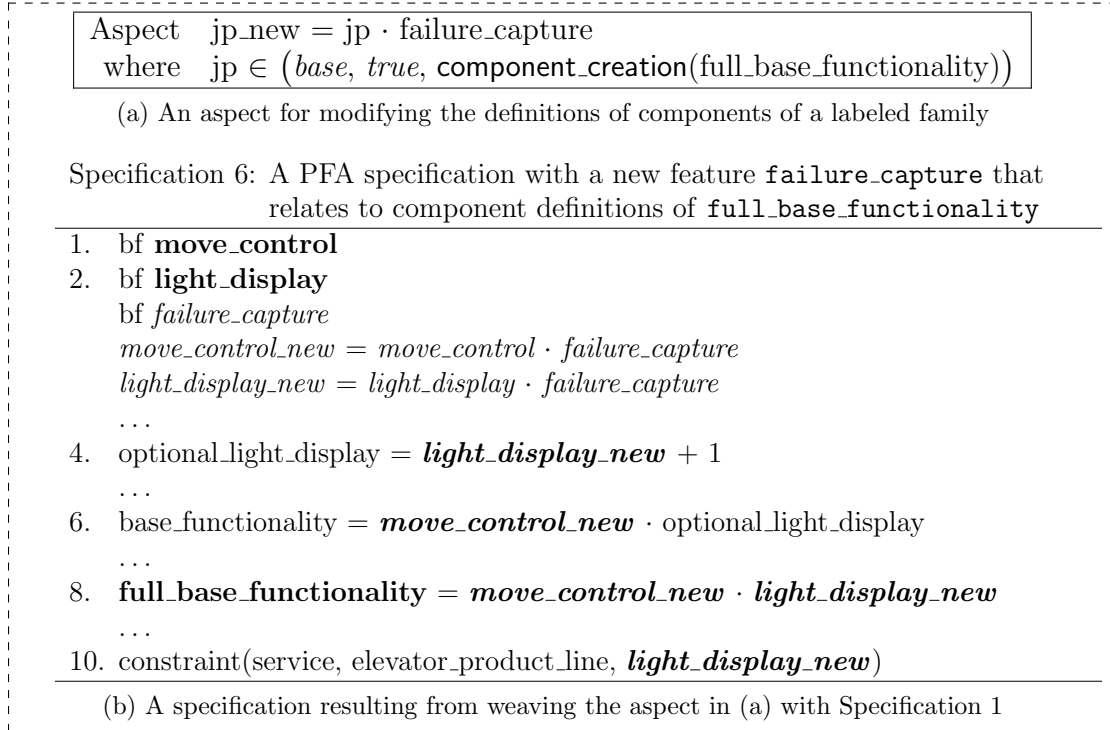 Aspect jp_new = jp · failure_capture
where jp ∈ (base, true, component_creation(full_base_functionality))
(a) An aspect for modifying the definitions of components of a labeled family
Specification 6: A PFA specification with a new feature failure_capture that
relates to component definitions of full_base_functionality
1. bf move_control
2. bf light_display
bf failure_capture
move_control_new = move_control · failure_capture
light_display_new = light_display · failure_capture
. . .
4. optional_light_display = light_display_new + 1
. . .
6. base_functionality = move_control_new · optional_light_display
. . .
8. full_base_functionality = move_control_new · light_display_new
. . .
10. constraint(service, elevator_product_line, light_display_new)
(b) A specification resulting from weaving the aspect in (a) with Specification 1